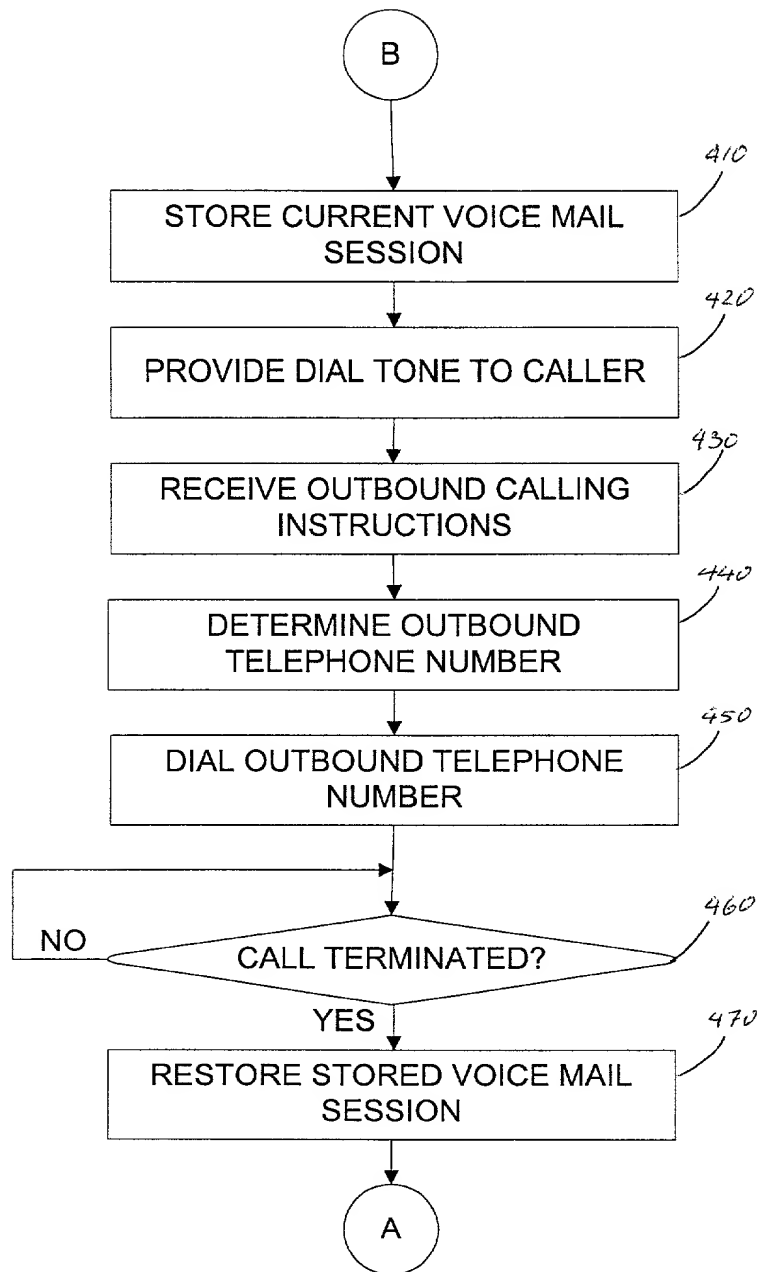 B
410
STORE CURRENT VOICE MAIL
SESSION
420
PROVIDE DIAL TONE TO CALLER
430
RECEIVE OUTBOUND CALLING
INSTRUCTIONS
440
DETERMINE OUTBOUND
TELEPHONE NUMBER
450
DIAL OUTBOUND TELEPHONE
NUMBER
460
NO
CALL TERMINATED?
YES
470
RESTORE STORED VOICE MAIL
SESSION
A